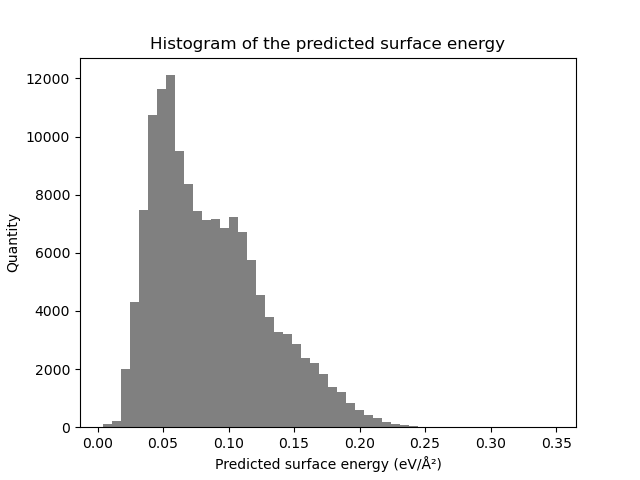 Histogram of the predicted surface energy
12000
10000
8000
6000
4000
2000
0
Quantity
0.00 0.05 0.10 0.15 0.20 0.25 0.30 0.35
Predicted surface energy (eV/Å²)